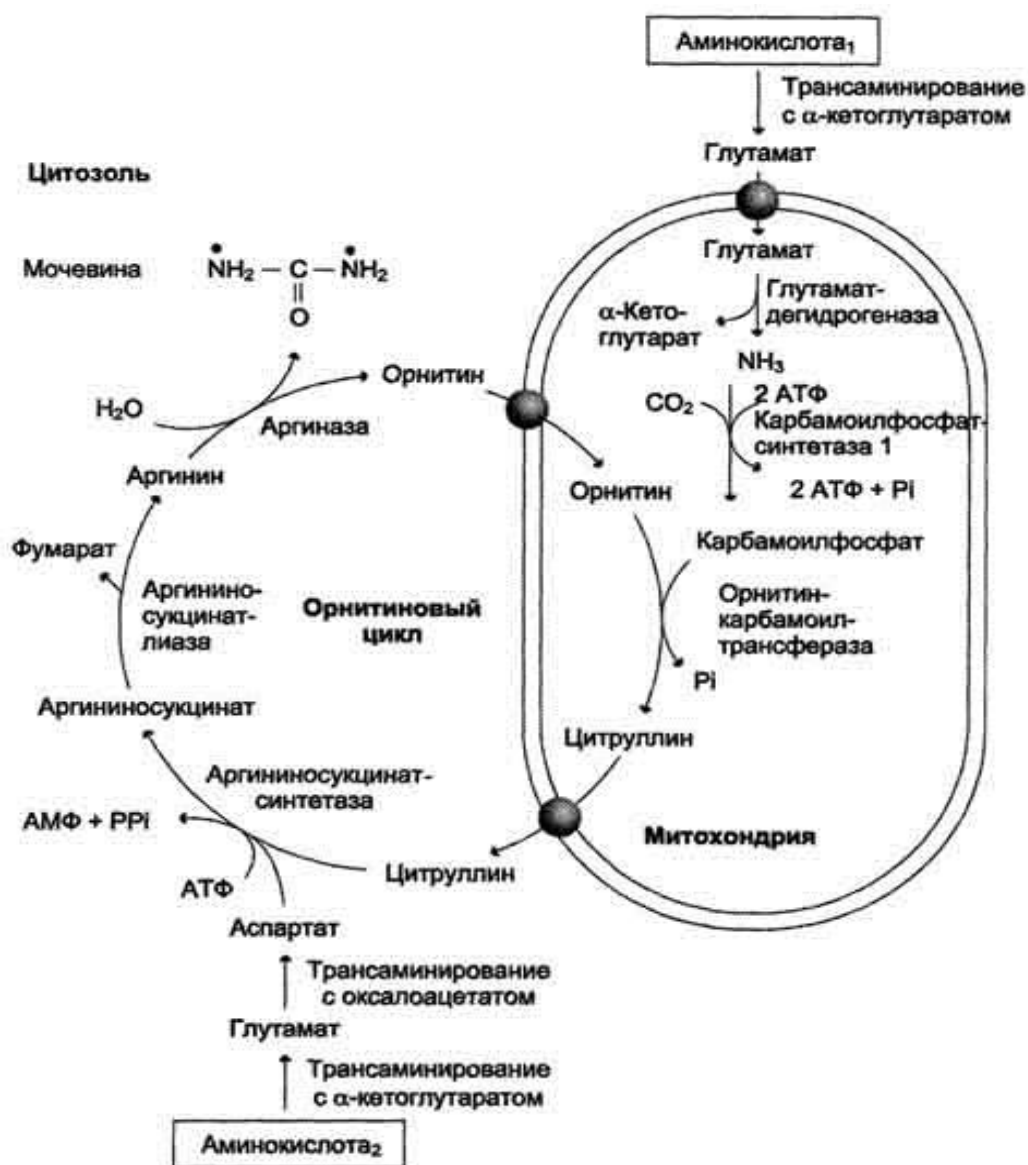 Аминокислота₁
Трансаминирование
с α-кетоглутаратом
Глутамат
Цитозоль
Глутамат
Мочевина
NH₂ – C – NH₂
O
Глутамат-
дегидрогеназа
α-Кето-
глутарат
NH₃
Орнитин
CO₂
2 АТФ
H₂O
Аргиназа
Карбамоилфосфат-
синтетаза 1
Аргинин
Орнитин
2 АТФ + Pi
Фумарат
Карбамоилфосфат
Аргинино-
сукцинат-
лиаза
Орнитиновый
цикл
Орнитин-
карбамоил-
трансфераза
Pi
Аргининосукцинат
Цитруллин
Аргининосукцинат-
синтетаза
АМФ + PPi
Митохондрия
Цитруллин
АТФ
Аспартат
Трансаминирование
с оксалоацетатом
Глутамат
Трансаминирование
с α-кетоглутаратом
Аминокислота₂